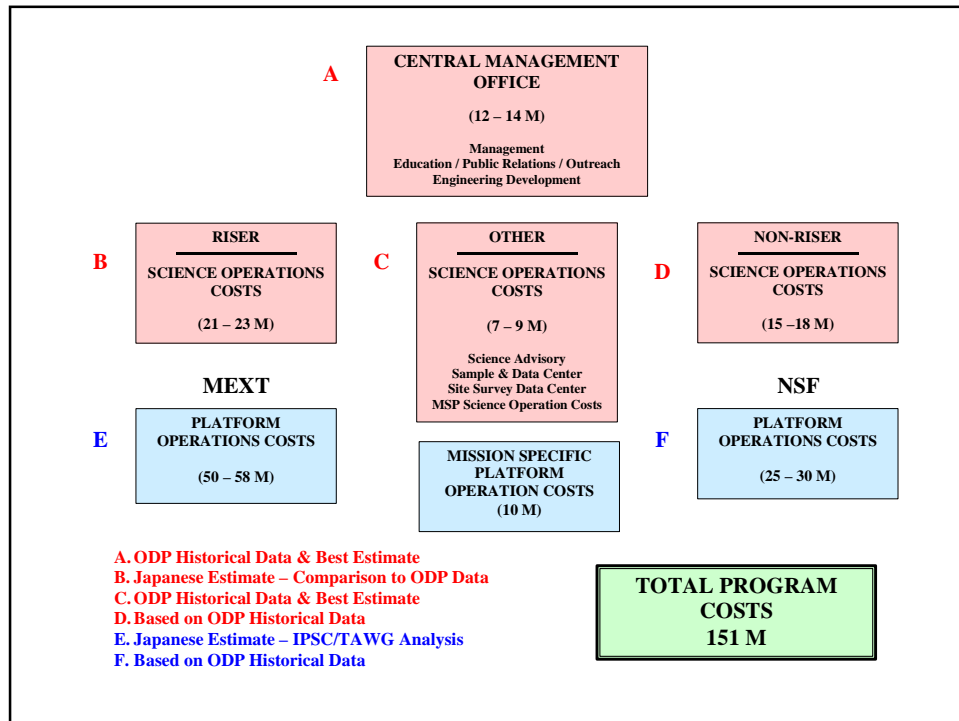 A
CENTRAL MANAGEMENT
OFFICE
(12 – 14 M)
Management
Education / Public Relations / Outreach
Engineering Development
B
RISER
SCIENCE OPERATIONS
COSTS
(21 – 23 M)
C
OTHER
SCIENCE OPERATIONS
COSTS
(7 – 9 M)
Science Advisory
Sample & Data Center
Site Survey Data Center
MSP Science Operation Costs
D
NON-RISER
SCIENCE OPERATIONS
COSTS
(15 –18 M)
MEXT
NSF
E
PLATFORM
OPERATIONS COSTS
(50 – 58 M)
MISSION SPECIFIC
PLATFORM
OPERATION COSTS
(10 M)
F
PLATFORM
OPERATIONS COSTS
(25 – 30 M)
A. ODP Historical Data & Best Estimate
B. Japanese Estimate – Comparison to ODP Data
C. ODP Historical Data & Best Estimate
D. Based on ODP Historical Data
E. Japanese Estimate – IPSC/TAWG Analysis
F. Based on ODP Historical Data
TOTAL PROGRAM
COSTS
151 M